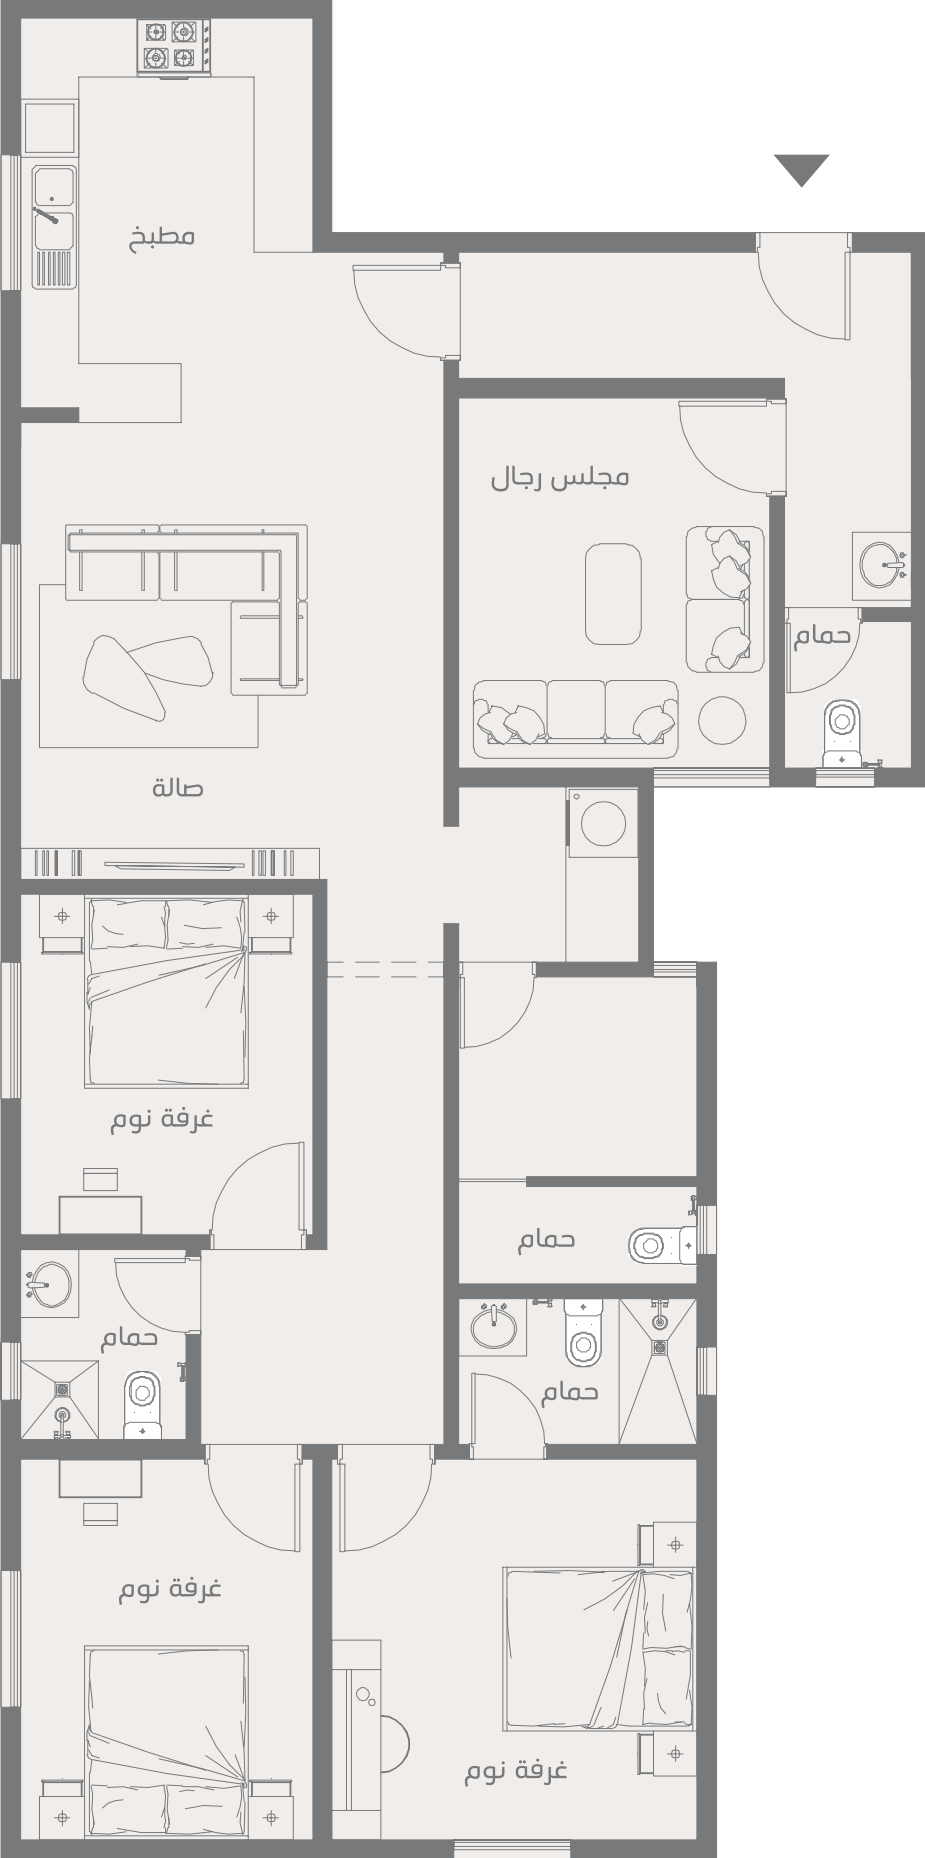 مطبخ
مجلس رجال
حمام
صالة
غرفة نوم
حمام
حمام
حمام
غرفة نوم
غرفة نوم